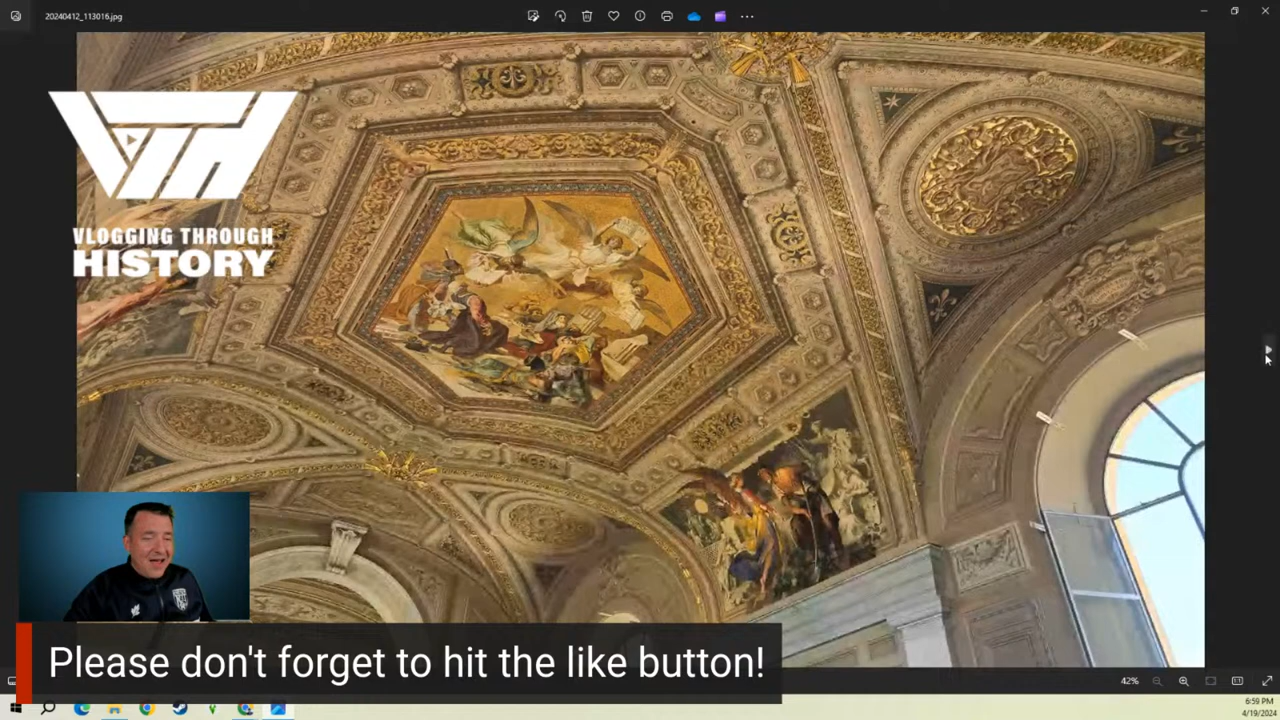 20240412_113016.jpg
VTH
VLOGGING THROUGH
HISTORY
Please don't forget to hit the like button!
42%
6:59 PM
4/19/2024